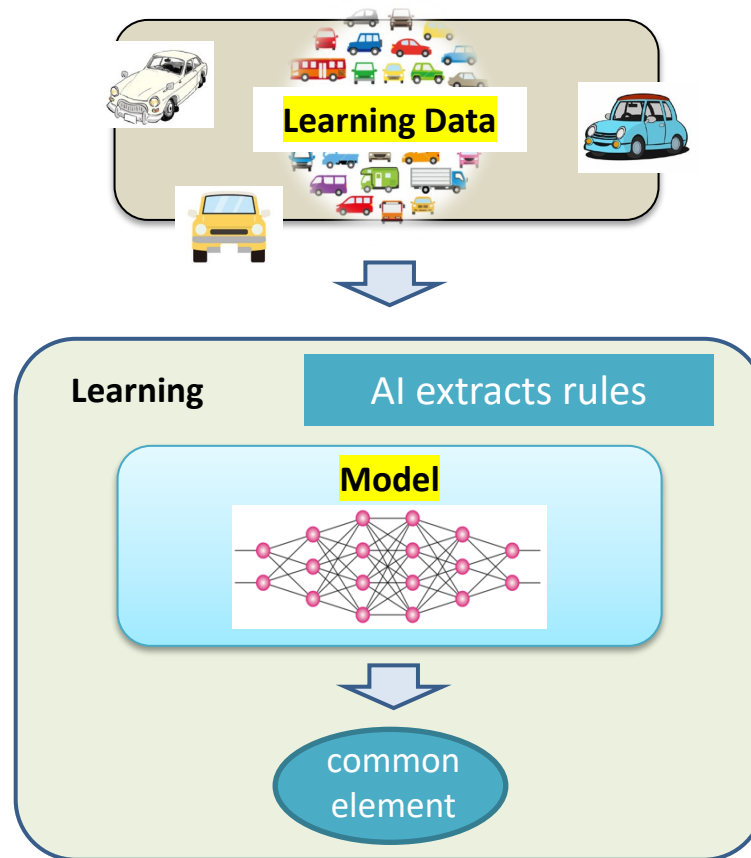 Learning Data
Learning
AI extracts rules
Model
common
element